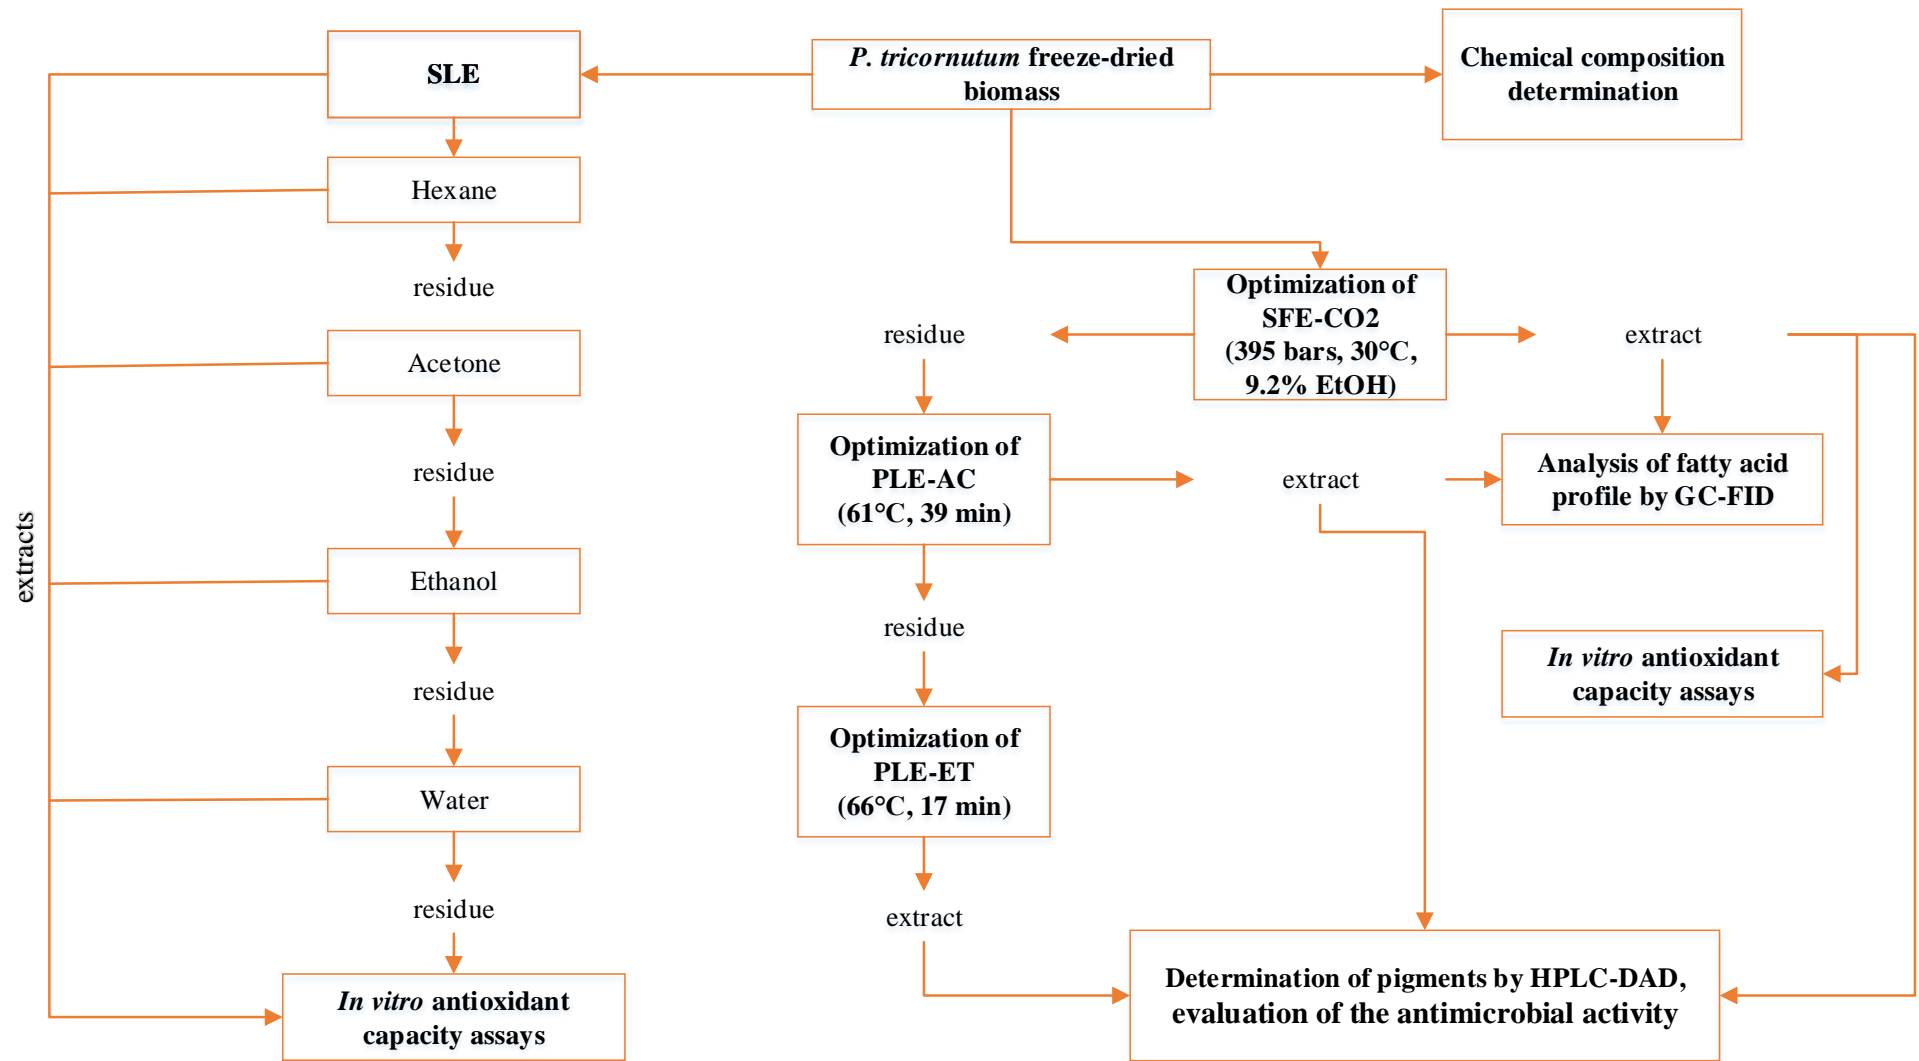 SLE
P. tricornutum freeze-dried
biomass
Chemical composition
determination
Hexane
residue
Acetone
residue
Ethanol
residue
Water
residue
In vitro antioxidant
capacity assays
extracts
Optimization of
SFE-CO2
(395 bars, 30°C,
9.2% EtOH)
residue
extract
Optimization of
PLE-AC
(61°C, 39 min)
extract
Analysis of fatty acid
profile by GC-FID
residue
In vitro antioxidant
capacity assays
Optimization of
PLE-ET
(66°C, 17 min)
extract
Determination of pigments by HPLC-DAD,
evaluation of the antimicrobial activity